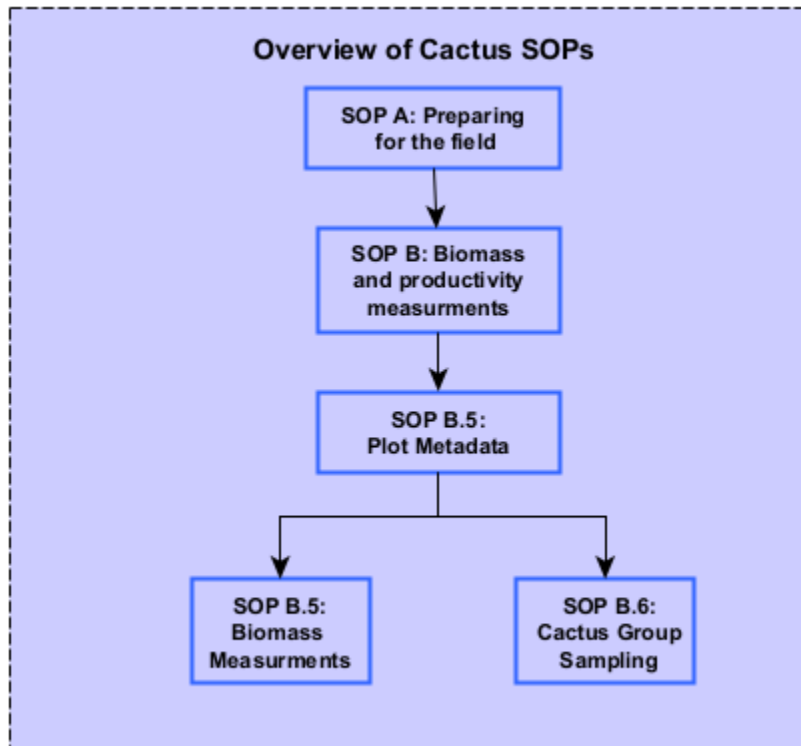 Overview of Cactus SOPs
SOP A: Preparing
for the field
SOP B: Biomass
and productivity
measurments
SOP B.5:
Plot Metadata
SOP B.5:
Biomass
Measurments
SOP B.6:
Cactus Group
Sampling